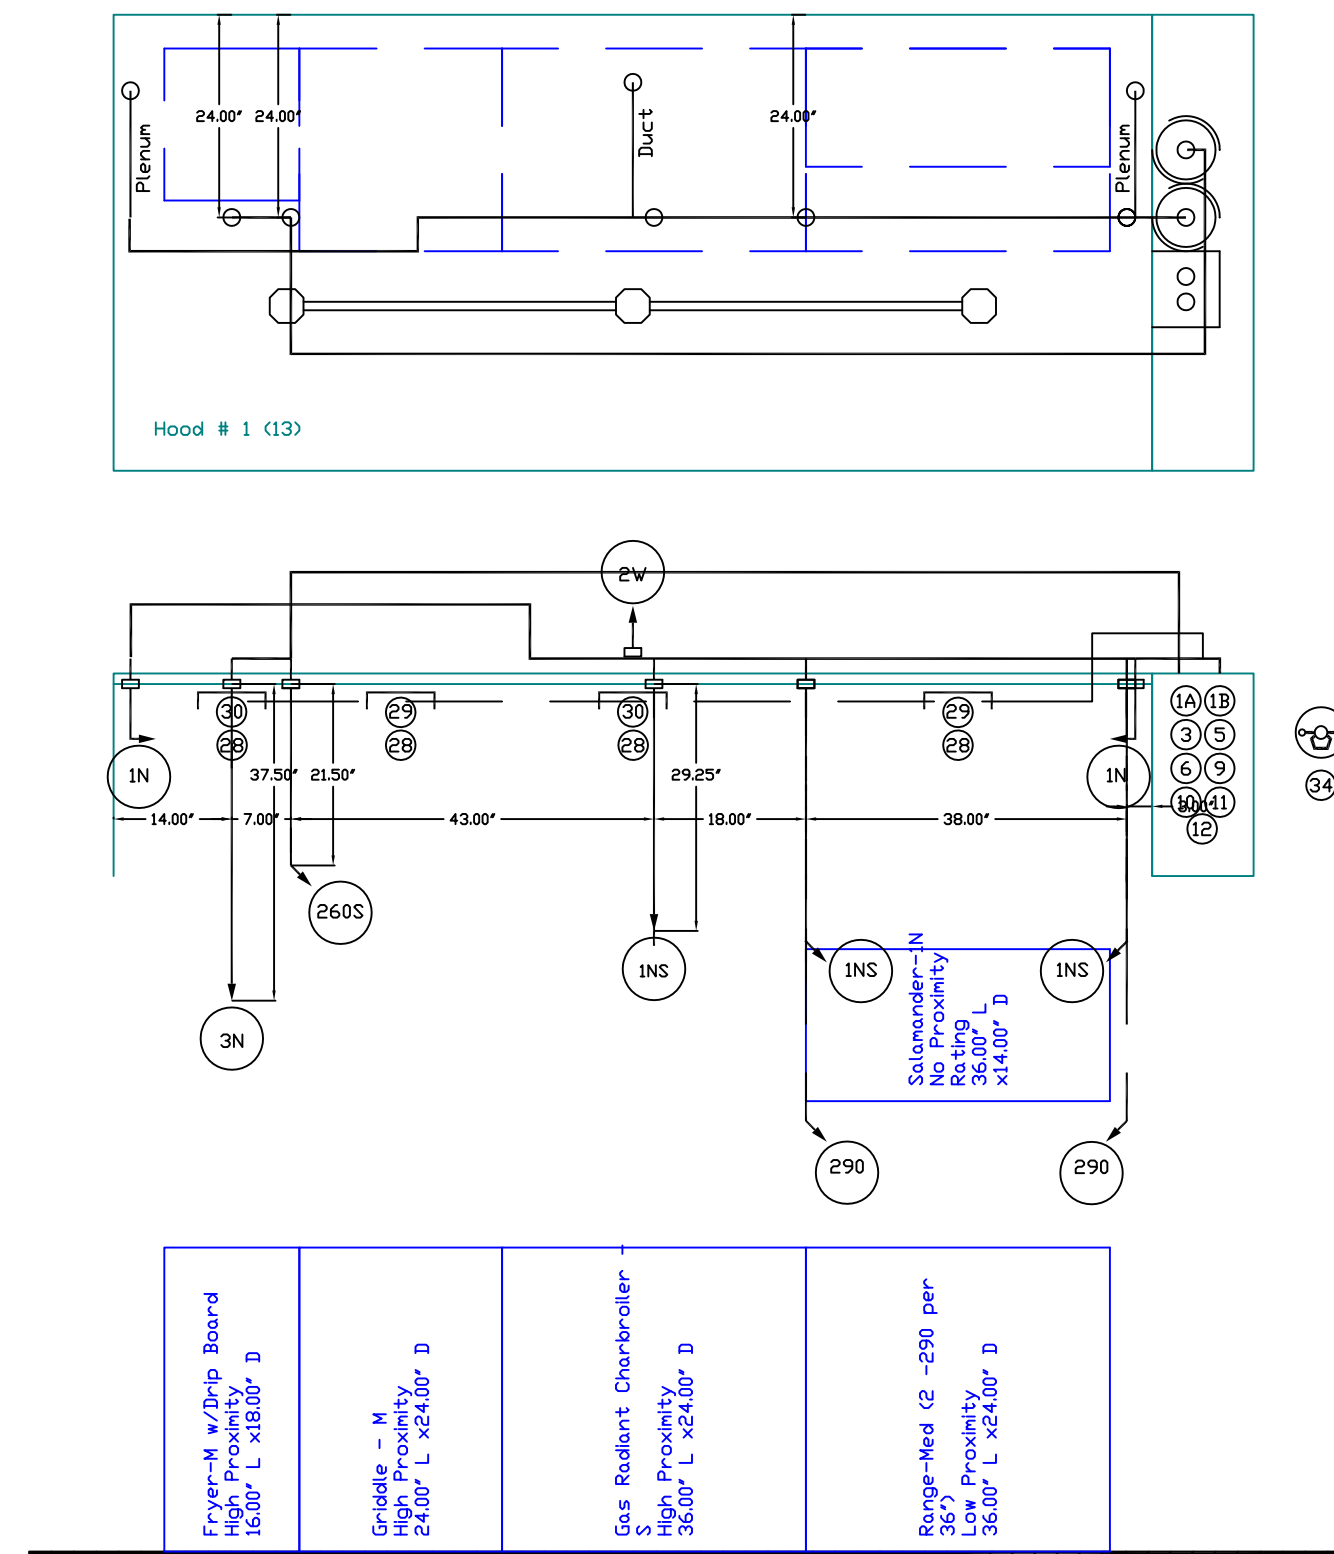 24.00"
24.00"
24.00"
Plenum
Duct
Plenum
Hood # 1 (13)
2W
30
29
30
29
28
28
28
28
1A
1B
3
5
6
9
10
11
12
34
1N
37.50"
21.50"
29.25"
1N
3.00"
14.00"
7.00"
43.00"
18.00"
38.00"
260S
1NS
1NS
1NS
3N
Salamander-1N
No Proximity
Rating
36.00" L
x14.00" D
290
290
Fryer-M w/Drip Board
High Proximity
16.00" L x18.00" D
Griddle - M
High Proximity
24.00" L x24.00" D
Gas Radiant Charbroiler -
S
High Proximity
36.00" L x24.00" D
Range-Med (2 -290 per
36")
Low Proximity
36.00" L x24.00" D